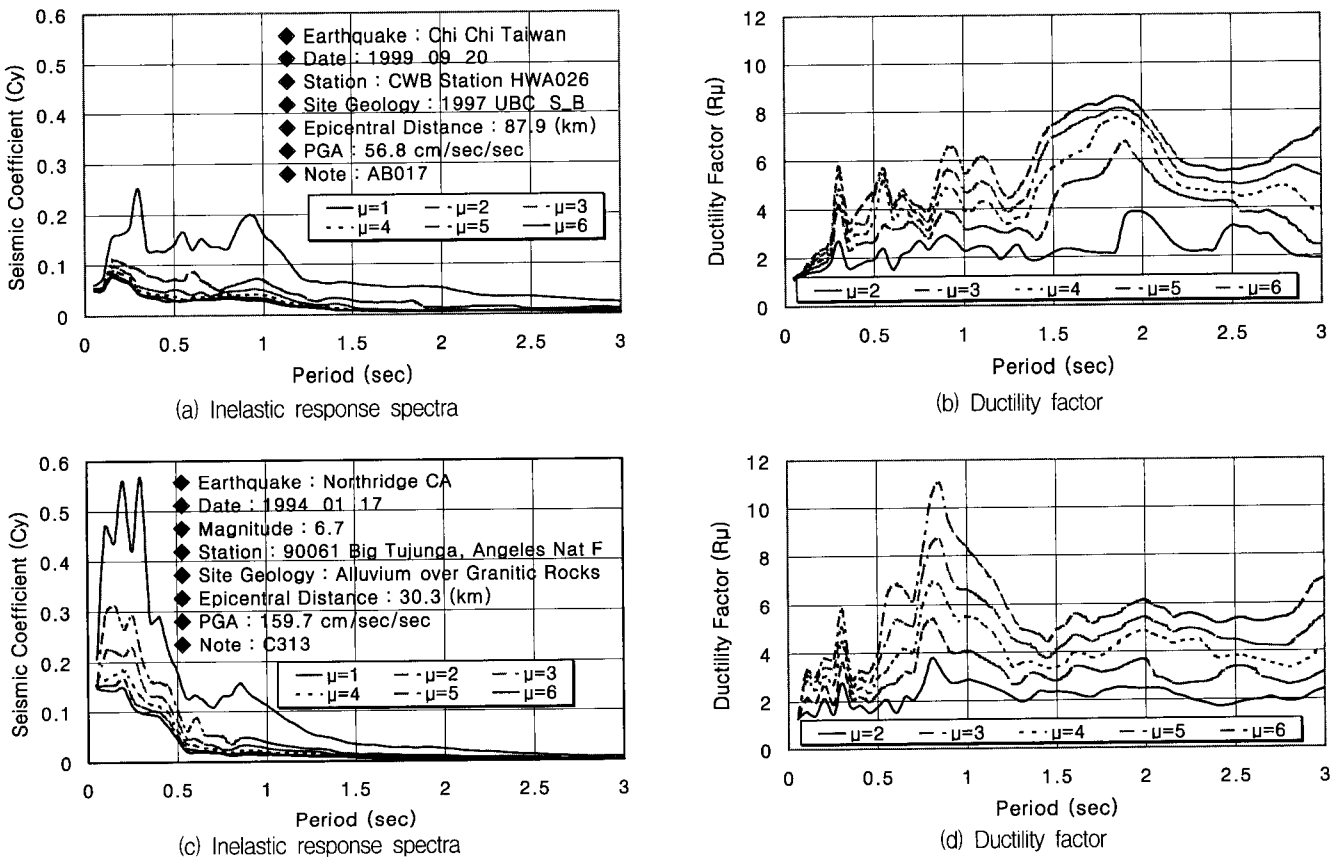 0.6
0.5
0.4
0.3
0.2
0.1
0
Seismic Coefficient (Cy)
◆ Earthquake : Chi Chi Taiwan
◆ Date : 1999 09 20
◆ Station : CWB Station HWA026
◆ Site Geology : 1997 UBC S_B
◆ Epicentral Distance : 87.9 (km)
◆ PGA : 56.8 cm/sec/sec
◆ Note : AB017
μ=1 μ=2 μ=3
μ=4 μ=5 μ=6
0 0.5 1 1.5 2 2.5 3
Period (sec)
(a) Inelastic response spectra
12
10
8
6
4
2
0
Ductility Factor (Rμ)
μ=2 μ=3 μ=4 μ=5 μ=6
0 0.5 1 1.5 2 2.5 3
Period (sec)
(b) Ductility factor
0.6
0.5
0.4
0.3
0.2
0.1
0
Seismic Coefficient (Cy)
◆ Earthquake : Northridge CA
◆ Date : 1994 01 17
◆ Magnitude : 6.7
◆ Station : 90061 Big Tujunga, Angeles Nat F
◆ Site Geology : Alluvium over Granitic Rocks
◆ Epicentral Distance : 30.3 (km)
◆ PGA : 159.7 cm/sec/sec
◆ Note : C313
μ=1 μ=2 μ=3
μ=4 μ=5 μ=6
0 0.5 1 1.5 2 2.5 3
Period (sec)
(c) Inelastic response spectra
12
10
8
6
4
2
0
Ductility Factor (Rμ)
μ=2 μ=3 μ=4 μ=5 μ=6
0 0.5 1 1.5 2 2.5 3
Period (sec)
(d) Ductility factor